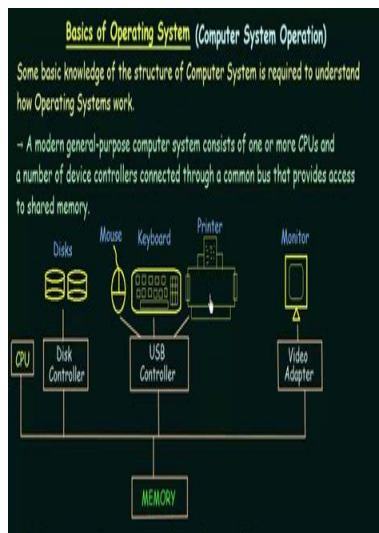 Basics of Operating System (Computer System Operation)
Some basic knowledge of the structure of Computer System is required to understand
how Operating Systems work.
→ A modern general-purpose computer system consists of one or more CPUs and
a number of device controllers connected through a common bus that provides access
to shared memory.
Disks
Mouse
Keyboard
Printer
Monitor
CPU
Disk
Controller
USB
Controller
Video
Adapter
MEMORY